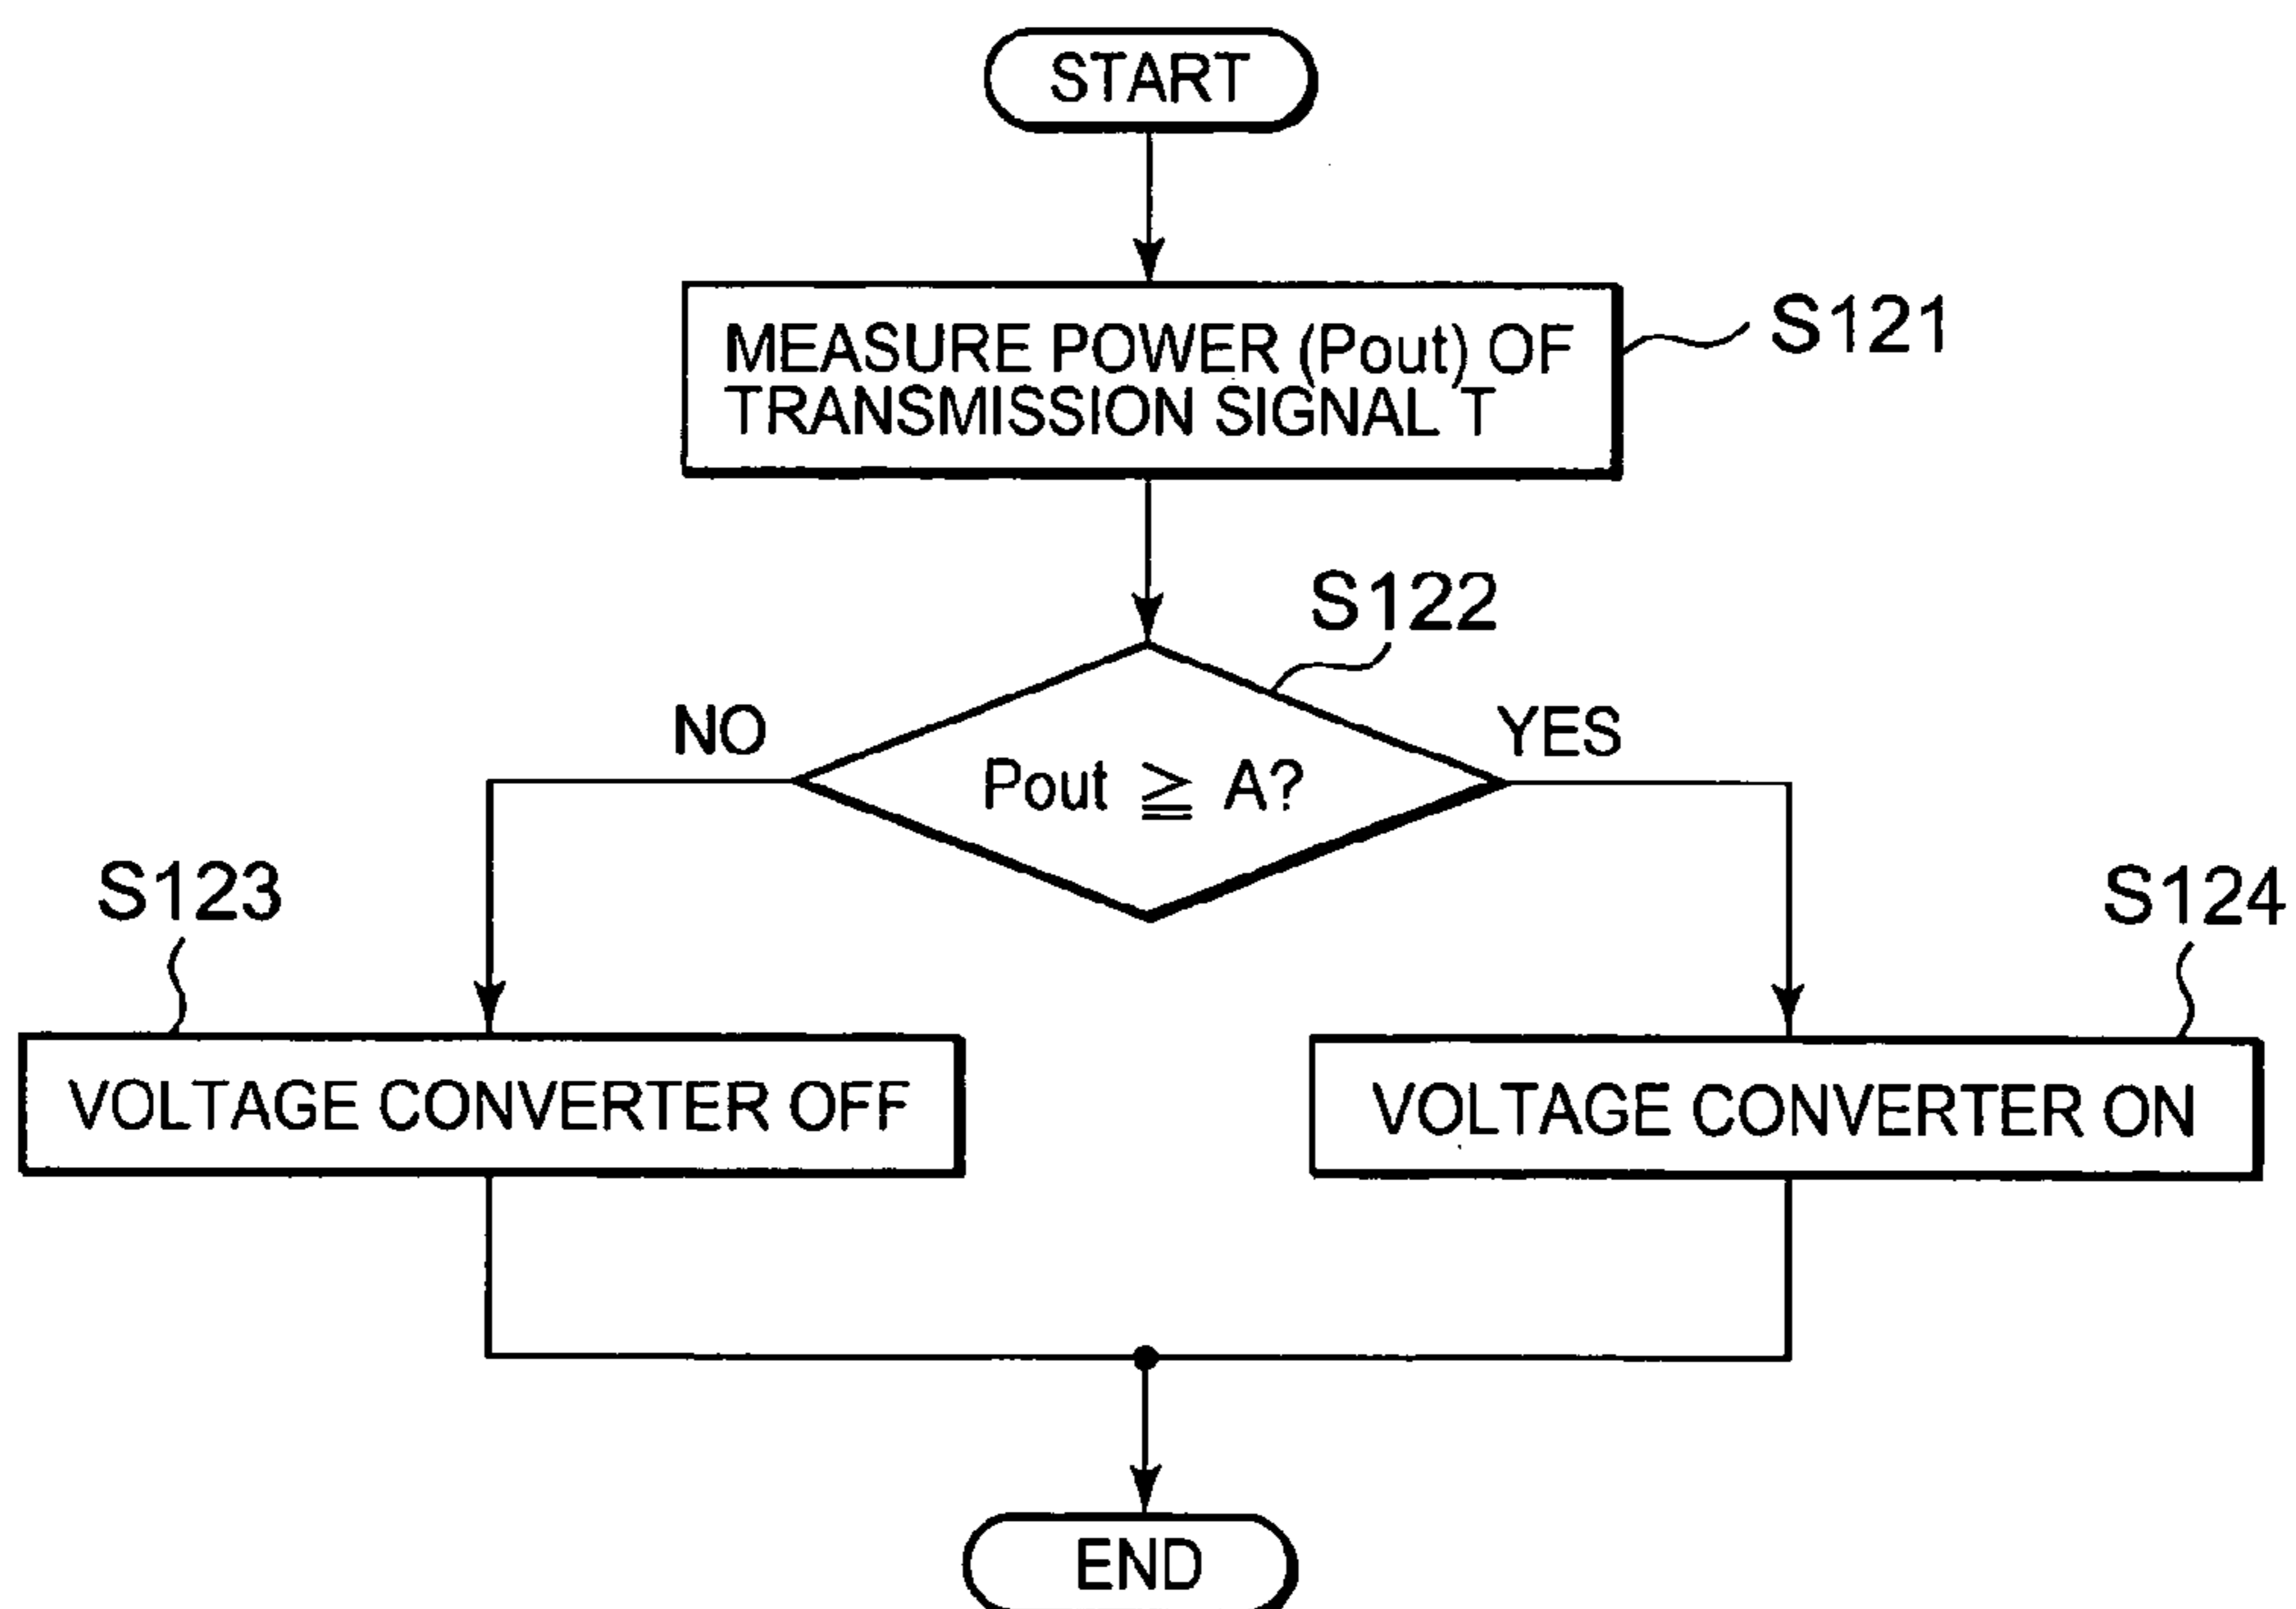 START
MEASURE POWER (Pout) OF
TRANSMISSION SIGNAL T
S121
S122
NO
YES
Pout ≧ A?
S123
S124
VOLTAGE CONVERTER OFF
VOLTAGE CONVERTER ON
END